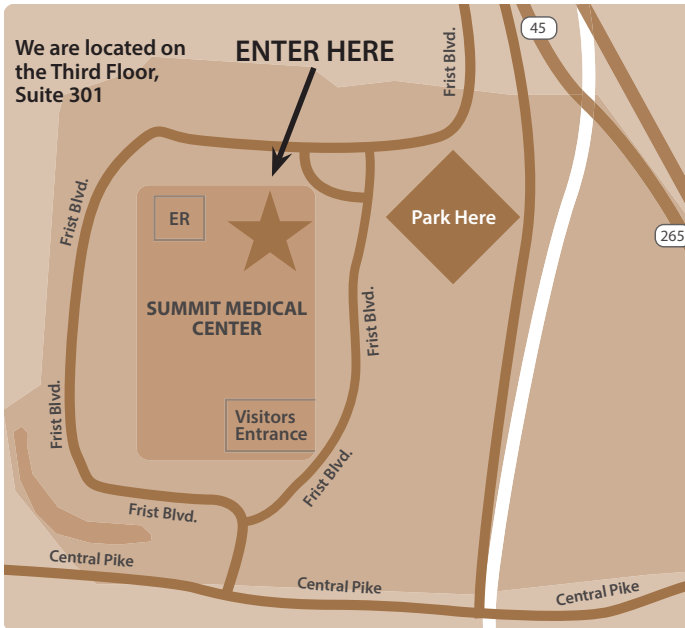 We are located on
the Third Floor,
Suite 301
ENTER HERE
Frist Blvd.
45
Frist Blvd.
ER
Park Here
265
SUMMIT MEDICAL
CENTER
Frist Blvd.
Frist Blvd.
Visitors
Entrance
Frist Blvd.
Frist Blvd.
Central Pike
Central Pike
Central Pike